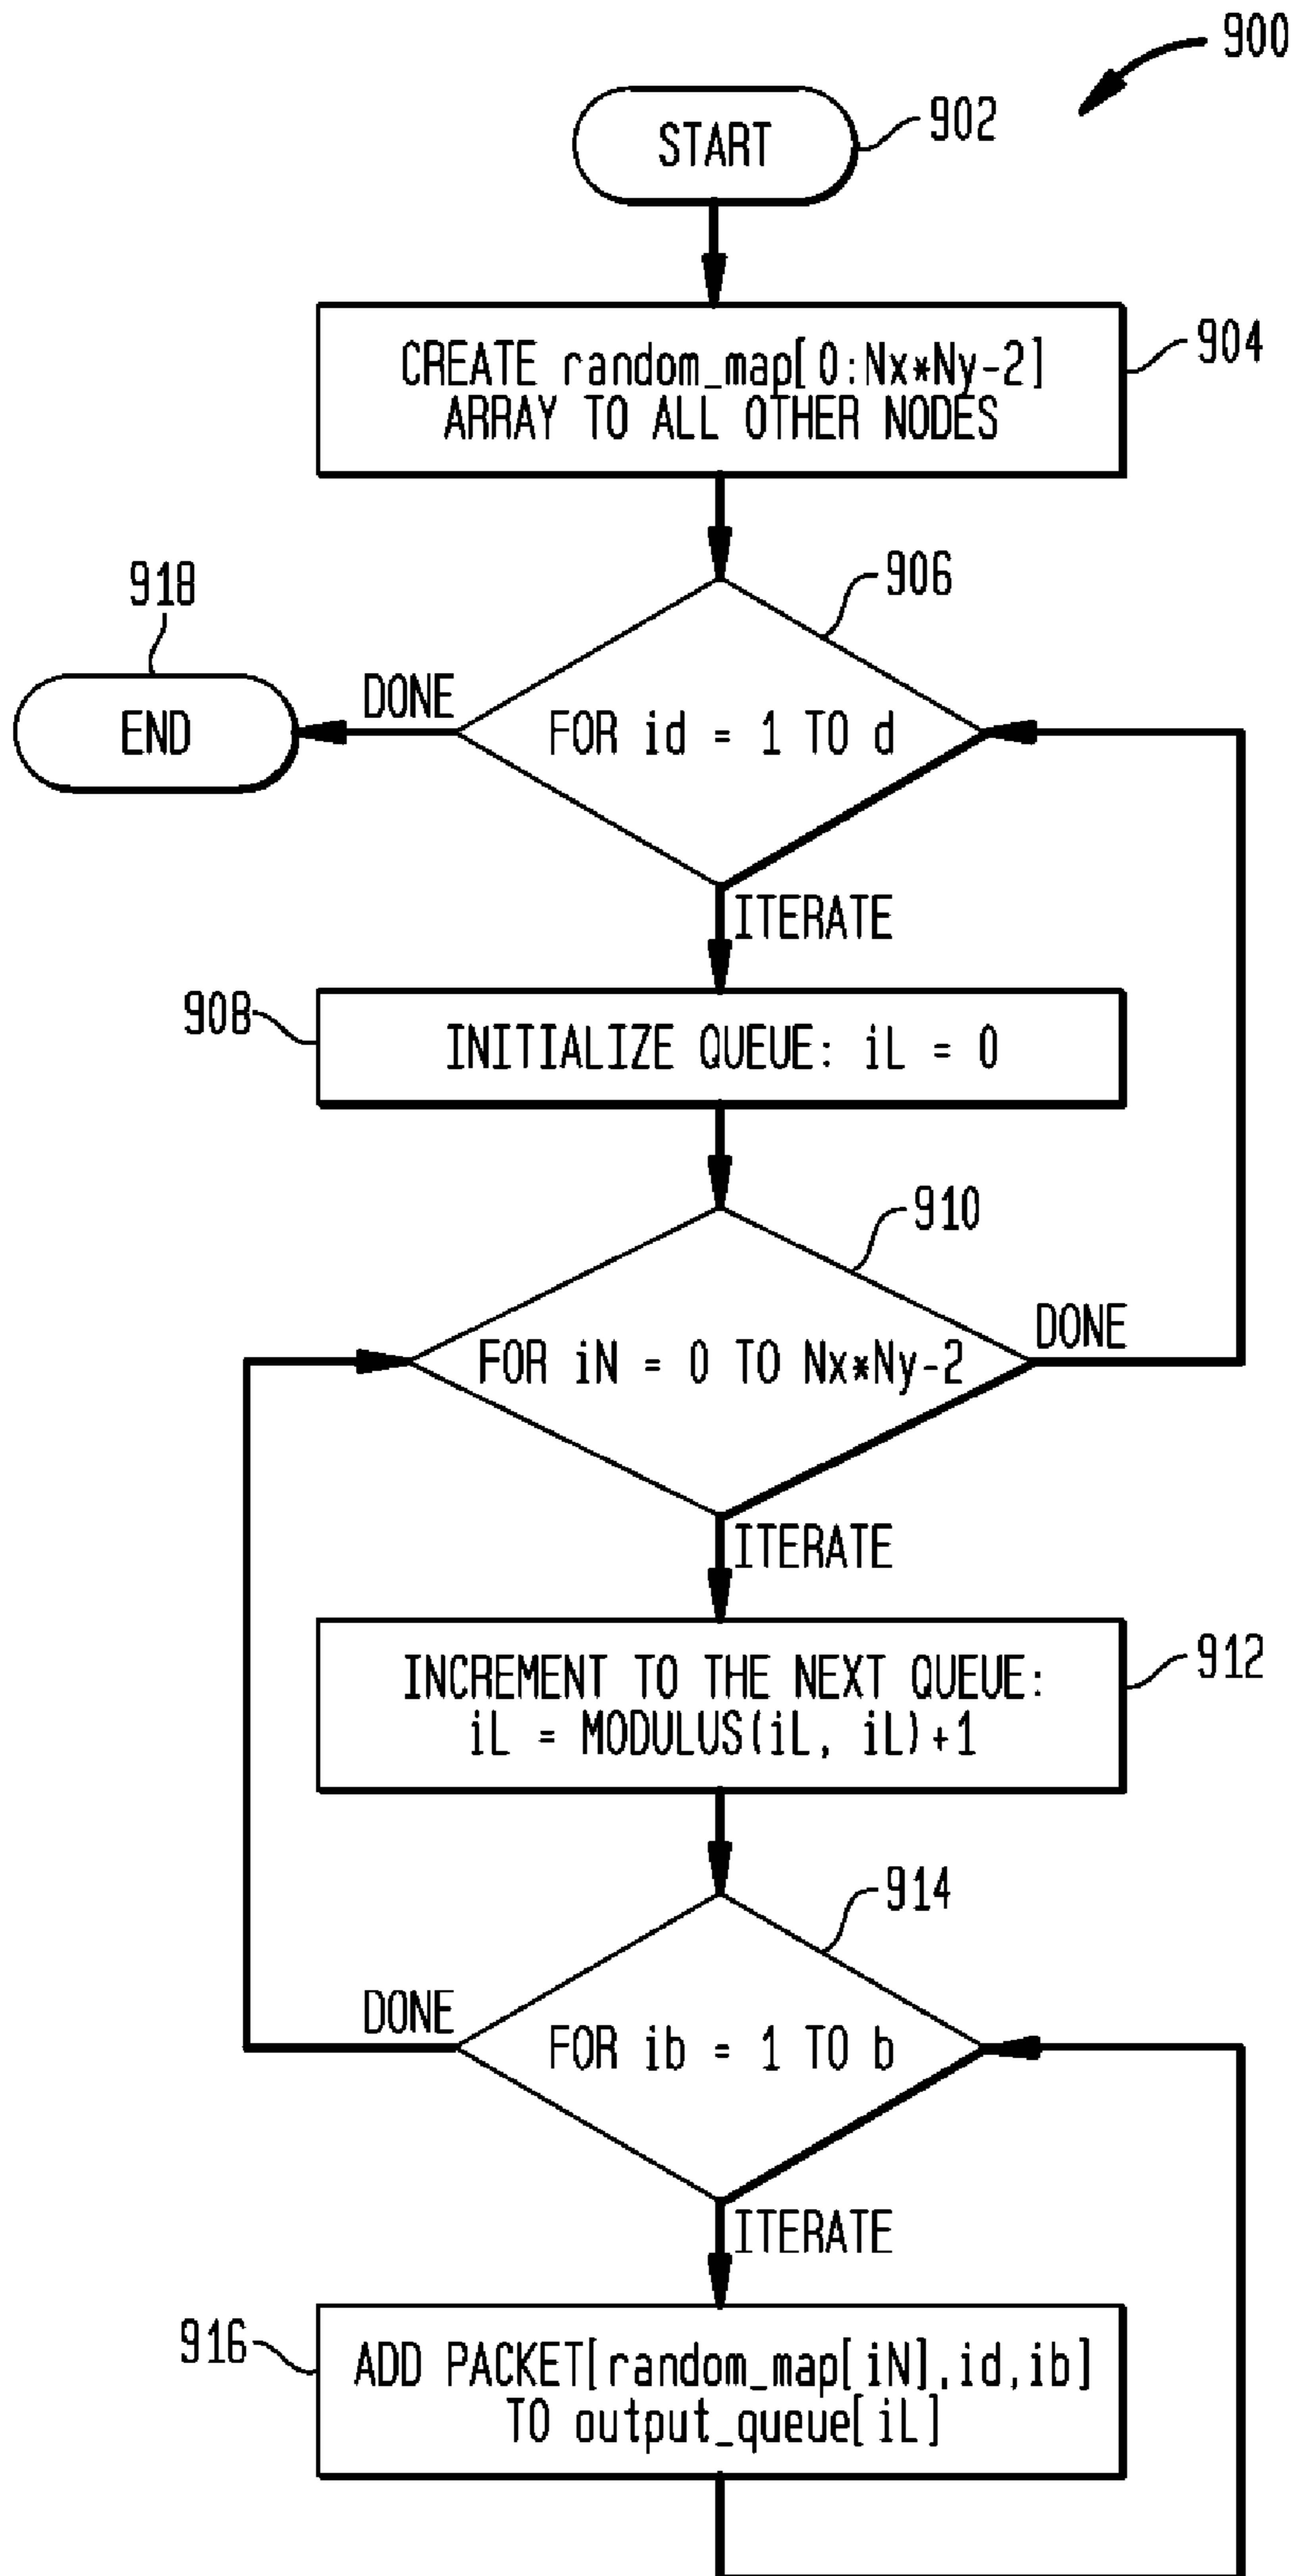 900
START
902
CREATE random_map[0:Nx*Ny-2]
ARRAY TO ALL OTHER NODES
904
906
918
END
DONE
FOR id = 1 TO d
ITERATE
908
INITIALIZE QUEUE: iL = 0
910
FOR iN = 0 TO Nx*Ny-2
DONE
ITERATE
INCREMENT TO THE NEXT QUEUE:
iL = MODULUS(iL, iL)+1
912
914
DONE
FOR ib = 1 TO b
ITERATE
916
ADD PACKET[random_map[iN],id,ib]
TO output_queue[iL]